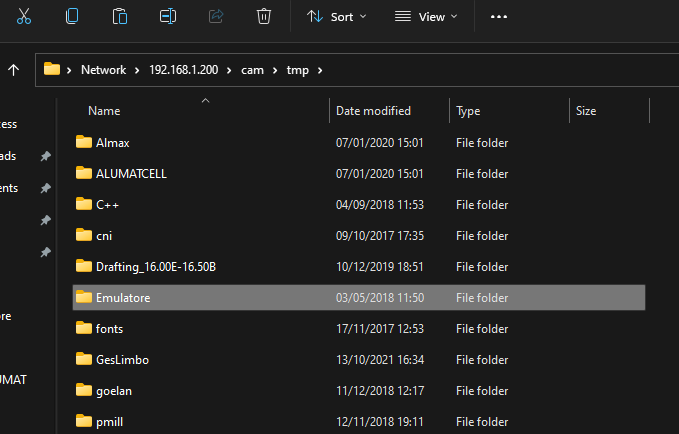 Sort View
Network 192.168.1.200 cam tmp
Name Date modified Type Size
cess
Almax 07/01/2020 15:01 File folder
ads
ALUMATCELL 07/01/2020 15:01 File folder
ents
C++ 04/09/2018 11:53 File folder
cni 09/10/2017 17:35 File folder
Drafting_16.00E-16.50B 10/12/2019 18:51 File folder
Emulatore 03/05/2018 11:50 File folder
ore
fonts 17/11/2017 12:53 File folder
GesLimbo 13/10/2021 16:34 File folder
UMAT
goelan 11/12/2018 12:17 File folder
pmill 12/11/2018 19:11 File folder